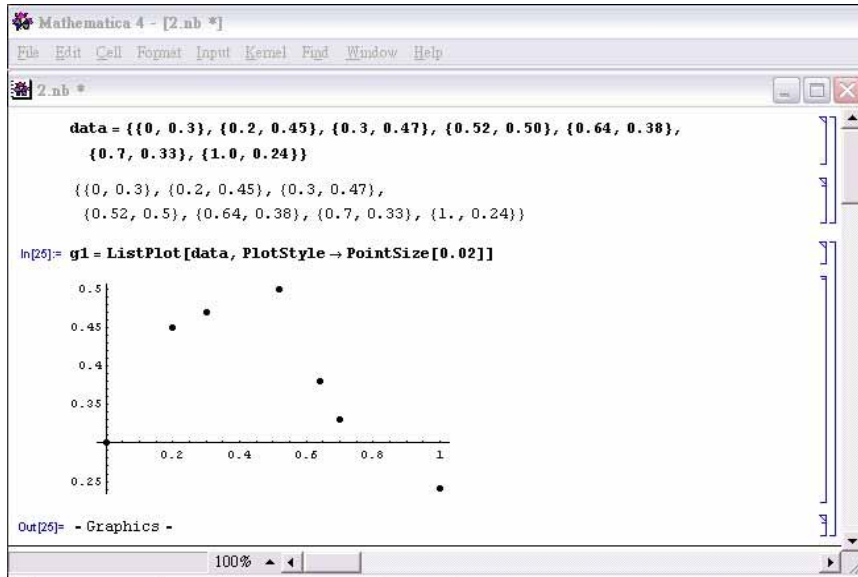 Mathematica 4 - [2.nb *]
File Edit Cell Format Input Kernel Find Window Help
2.nb *
data = {{0, 0.3}, {0.2, 0.45}, {0.3, 0.47}, {0.52, 0.50}, {0.64, 0.38},
{0.7, 0.33}, {1.0, 0.24}}
{{0, 0.3}, {0.2, 0.45}, {0.3, 0.47},
{0.52, 0.5}, {0.64, 0.38}, {0.7, 0.33}, {1., 0.24}}
In[25]:= g1 = ListPlot[data, PlotStyle → PointSize[0.02]]
0.5
0.45
0.4
0.35
0.2 0.4 0.6 0.8 1
0.25
Out[25]= - Graphics -
100%